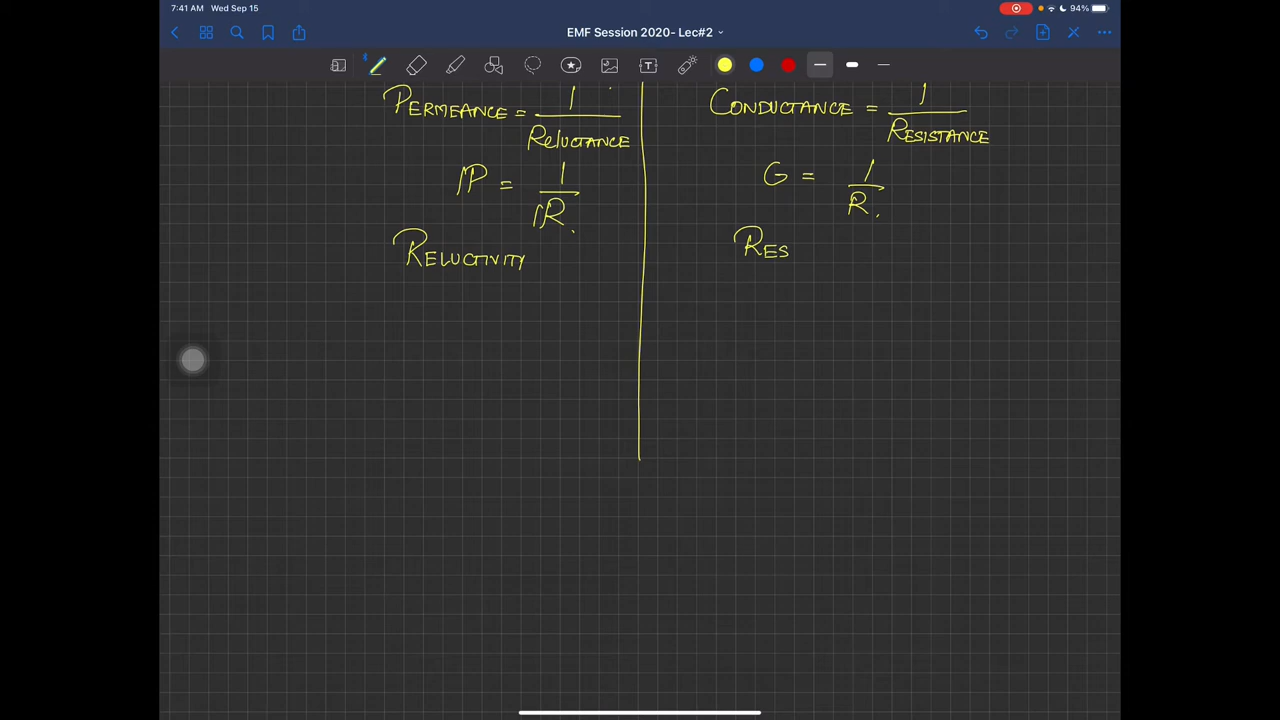 7:41 AM Wed Sep 15
94%
EMF Session 2020- Lec#2
PERMEANCE = 1 / RELUCTANCE
CONDUCTANCE = 1 / RESISTANCE
ℙ = 1 / ℝ.
G = 1 / R.
RELUCTIVITY
RES